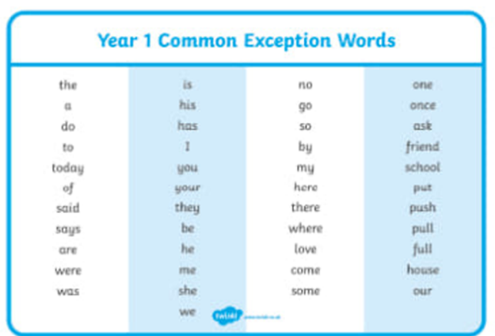 Year 1 Common Exception Words
the is no one
a his go once
do has so ask
to I by friend
today you my school
of your here put
said they there push
says be where pull
are he love full
were me come house
was she some our
we
twinkl